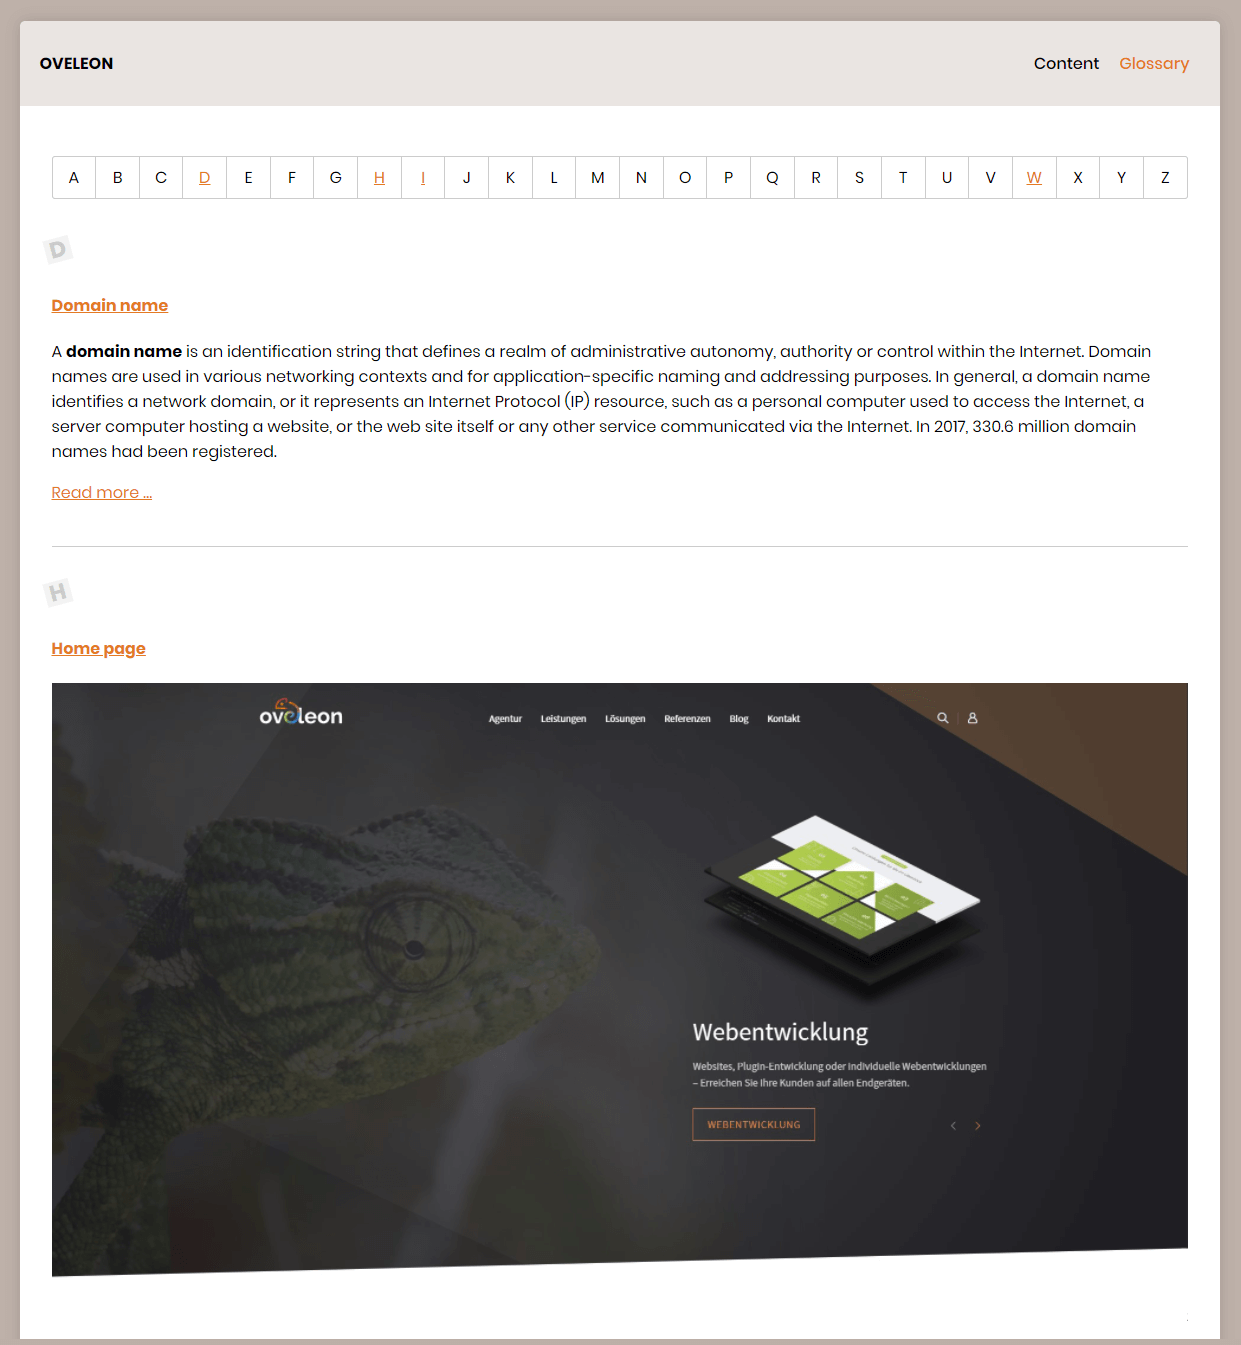 OVELEON
Content Glossary
A B C D E F G H I J K L M N O P Q R S T U V W X Y Z
D
Domain name
A domain name is an identification string that defines a realm of administrative autonomy, authority or control within the Internet. Domain
names are used in various networking contexts and for application-specific naming and addressing purposes. In general, a domain name
identifies a network domain, or it represents an Internet Protocol (IP) resource, such as a personal computer used to access the Internet, a
server computer hosting a website, or the web site itself or any other service communicated via the Internet. In 2017, 330.6 million domain
names had been registered.
Read more ...
H
Home page
oveleon
Agentur Leistungen Lösungen Referenzen Blog Kontakt
Webentwicklung
Websites, Plugin-Entwicklung oder individuelle Webentwicklungen
– Erreichen Sie Ihre Kunden auf allen Endgeräten.
WEBENTWICKLUNG